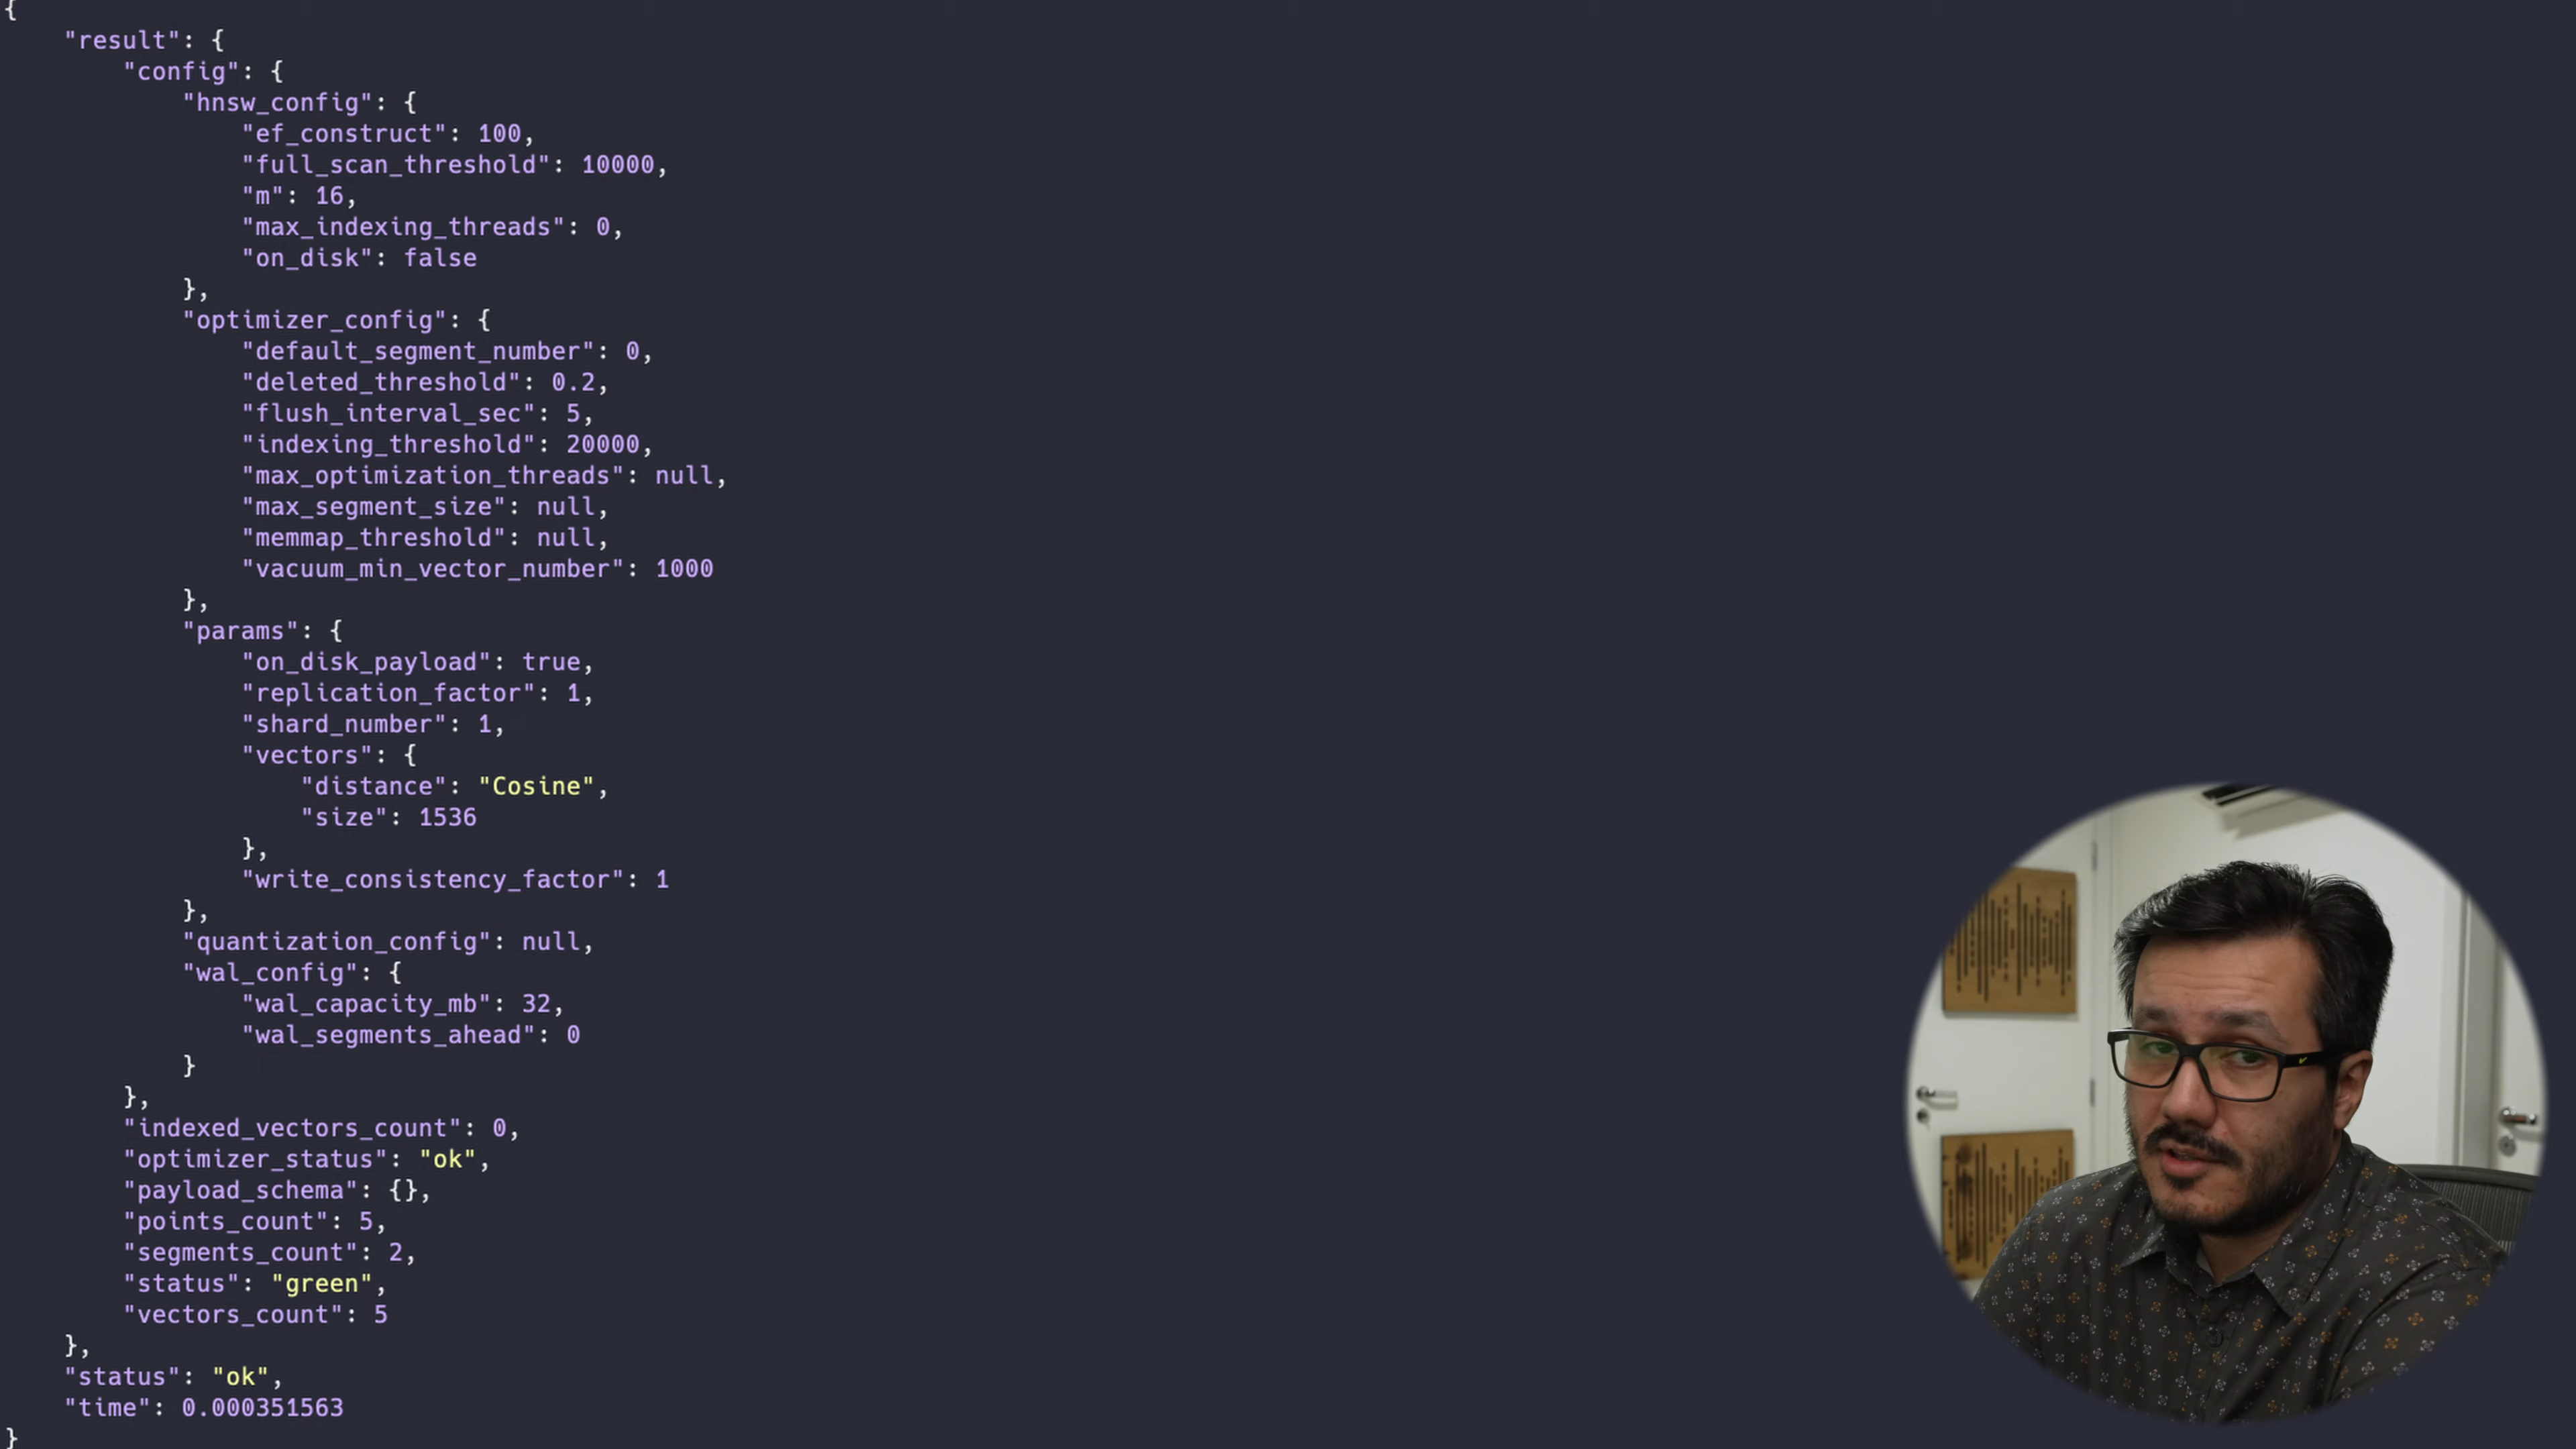 {
"result": {
"config": {
"hnsw_config": {
"ef_construct": 100,
"full_scan_threshold": 10000,
"m": 16,
"max_indexing_threads": 0,
"on_disk": false
},
"optimizer_config": {
"default_segment_number": 0,
"deleted_threshold": 0.2,
"flush_interval_sec": 5,
"indexing_threshold": 20000,
"max_optimization_threads": null,
"max_segment_size": null,
"memmap_threshold": null,
"vacuum_min_vector_number": 1000
},
"params": {
"on_disk_payload": true,
"replication_factor": 1,
"shard_number": 1,
"vectors": {
"distance": "Cosine",
"size": 1536
},
"write_consistency_factor": 1
},
"quantization_config": null,
"wal_config": {
"wal_capacity_mb": 32,
"wal_segments_ahead": 0
}
},
"indexed_vectors_count": 0,
"optimizer_status": "ok",
"payload_schema": {},
"points_count": 5,
"segments_count": 2,
"status": "green",
"vectors_count": 5
},
"status": "ok",
"time": 0.000351563
}